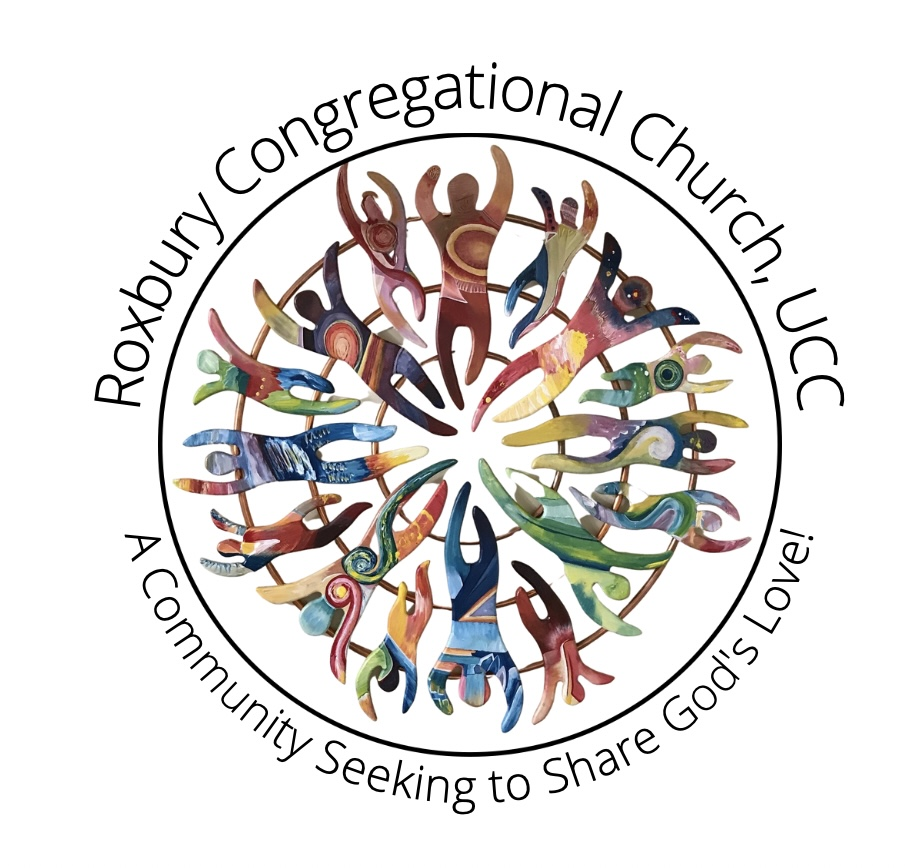 Roxbury Congregational Church, UCC
A Community Seeking to Share God's Love!